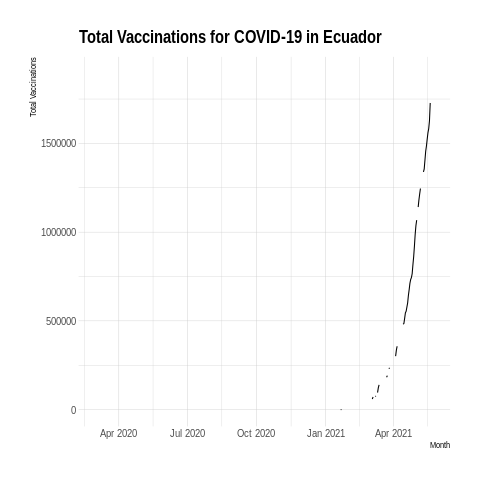 Total Vaccinations for COVID-19 in Ecuador
Total Vaccinations
1500000
1000000
500000
0
Apr 2020 Jul 2020 Oct 2020 Jan 2021 Apr 2021
Month